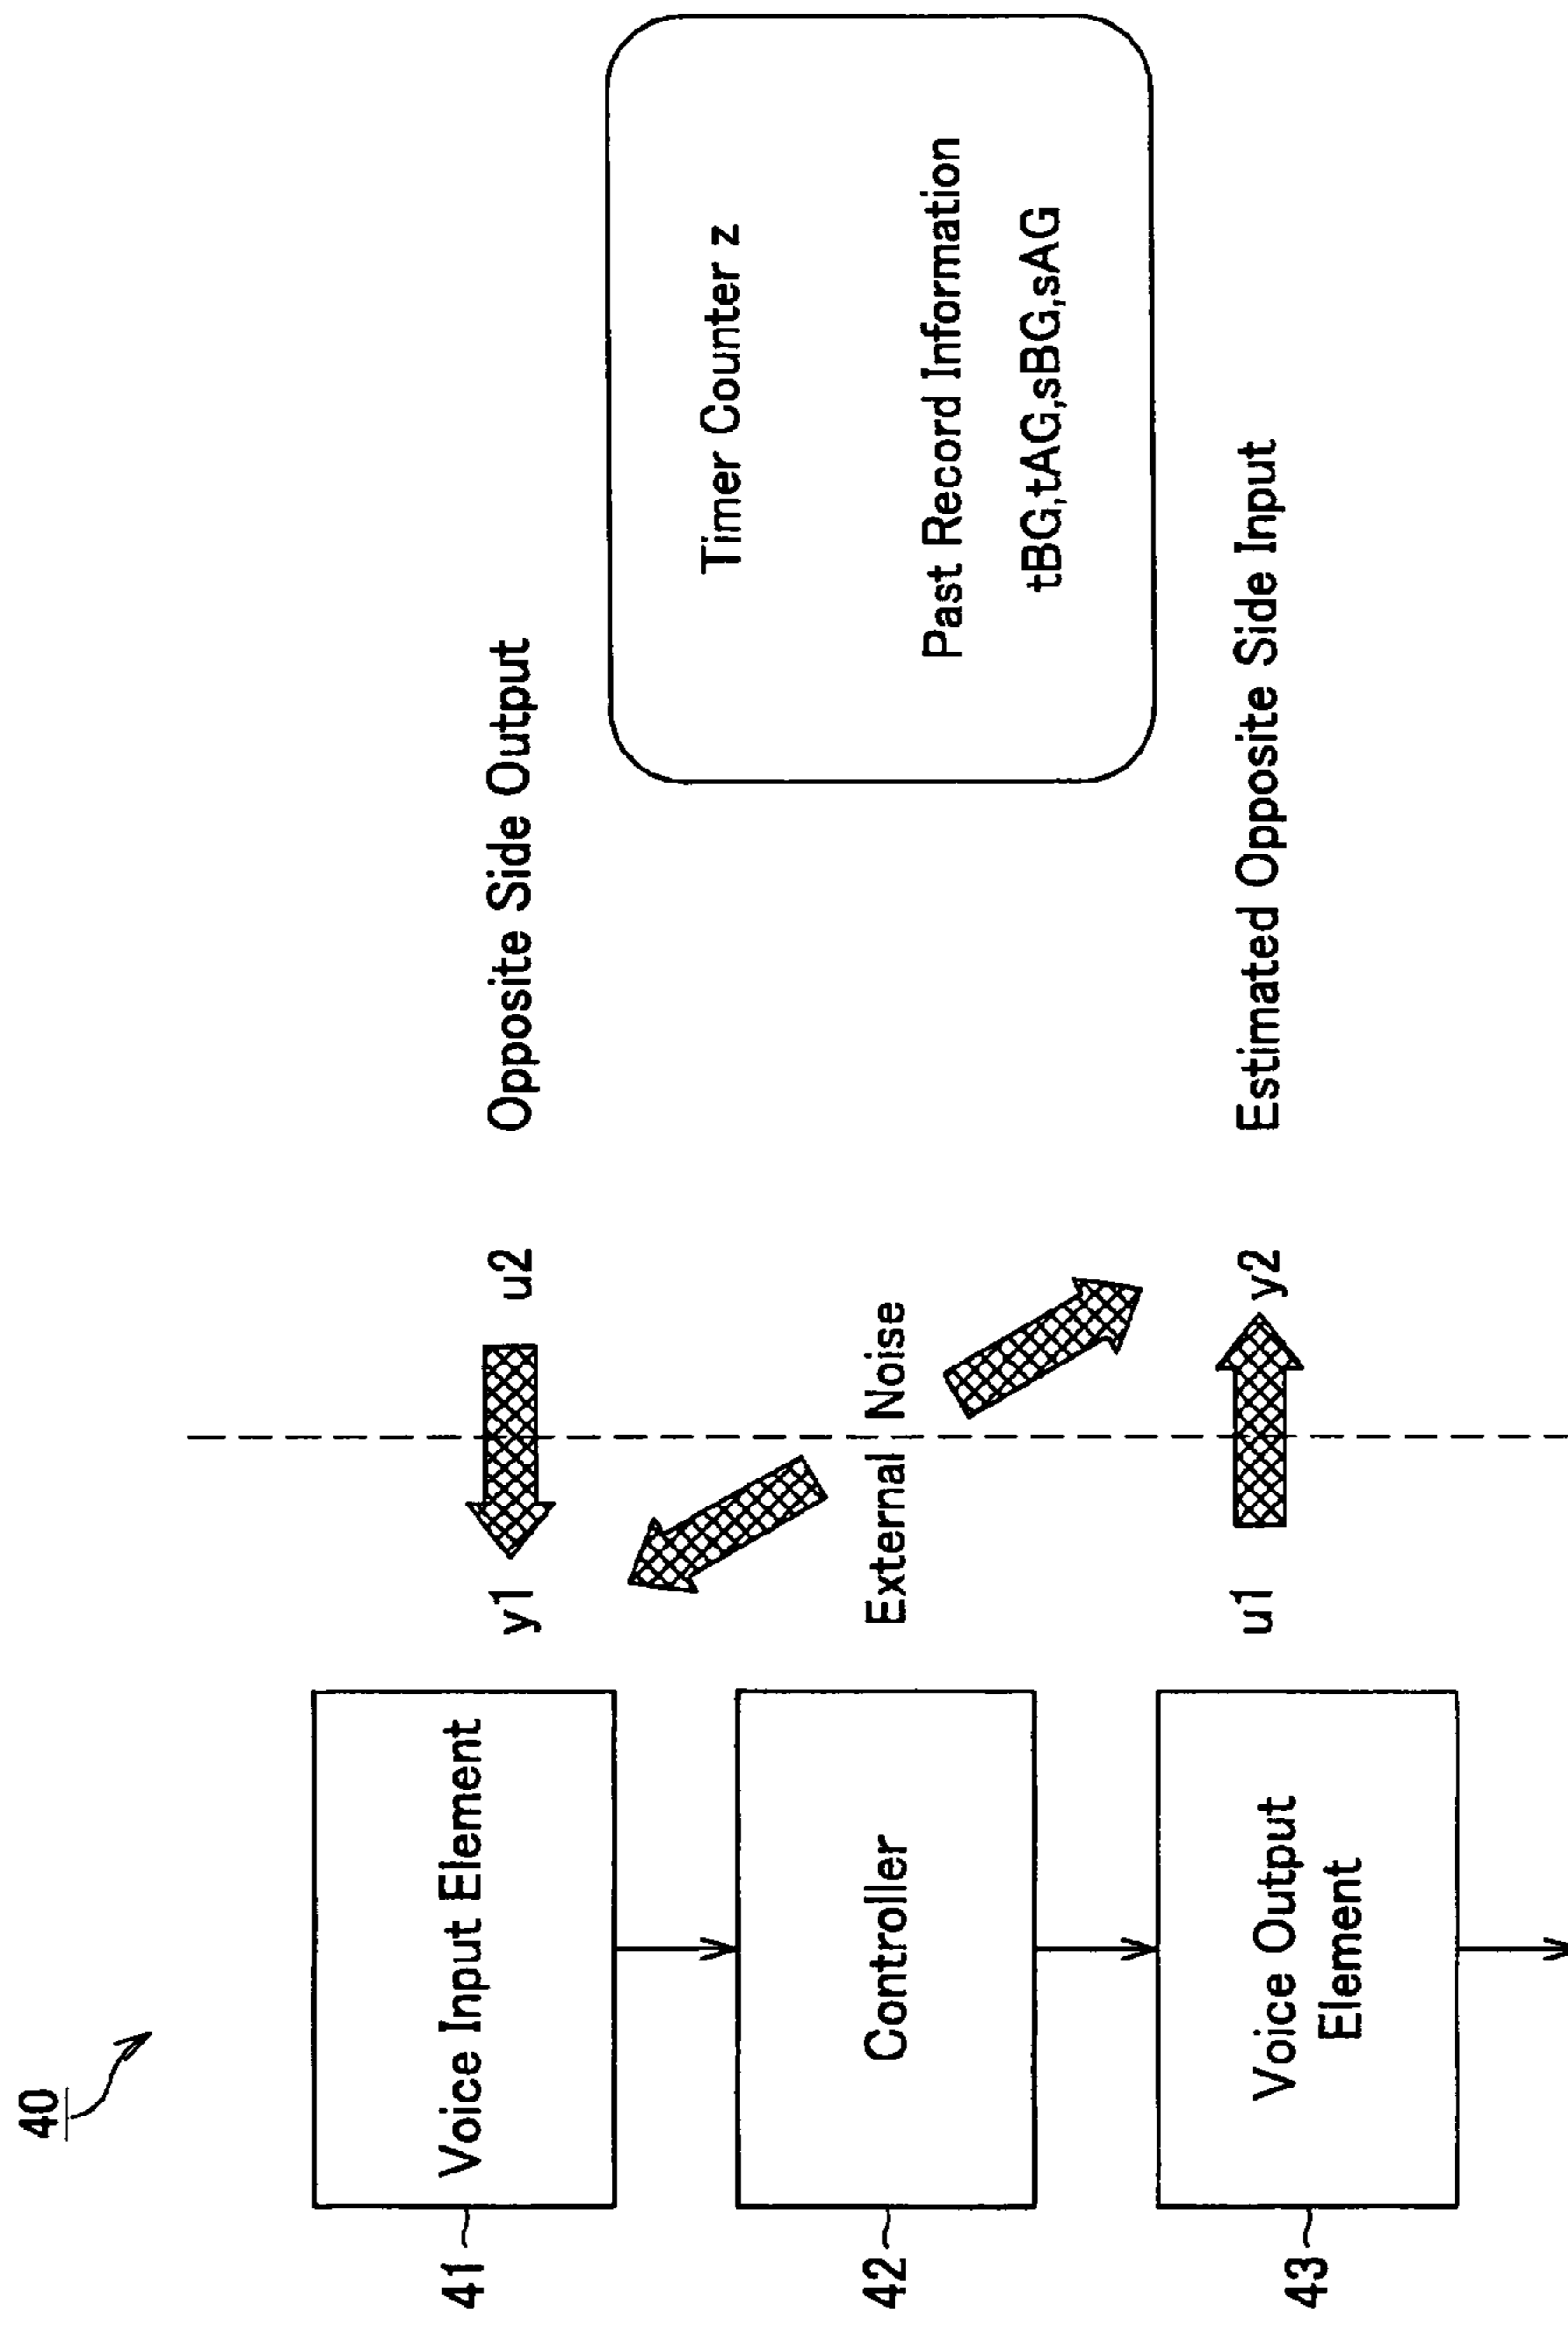 40
41
Voice Input Element
y1
u2
Opposite Side Output
42
Controller
External Noise
Timer Counter z
Past Record Information
tBG,tAG,sBG,sAG
43
Voice Output
Element
u1
y2
Estimated Opposite Side Input